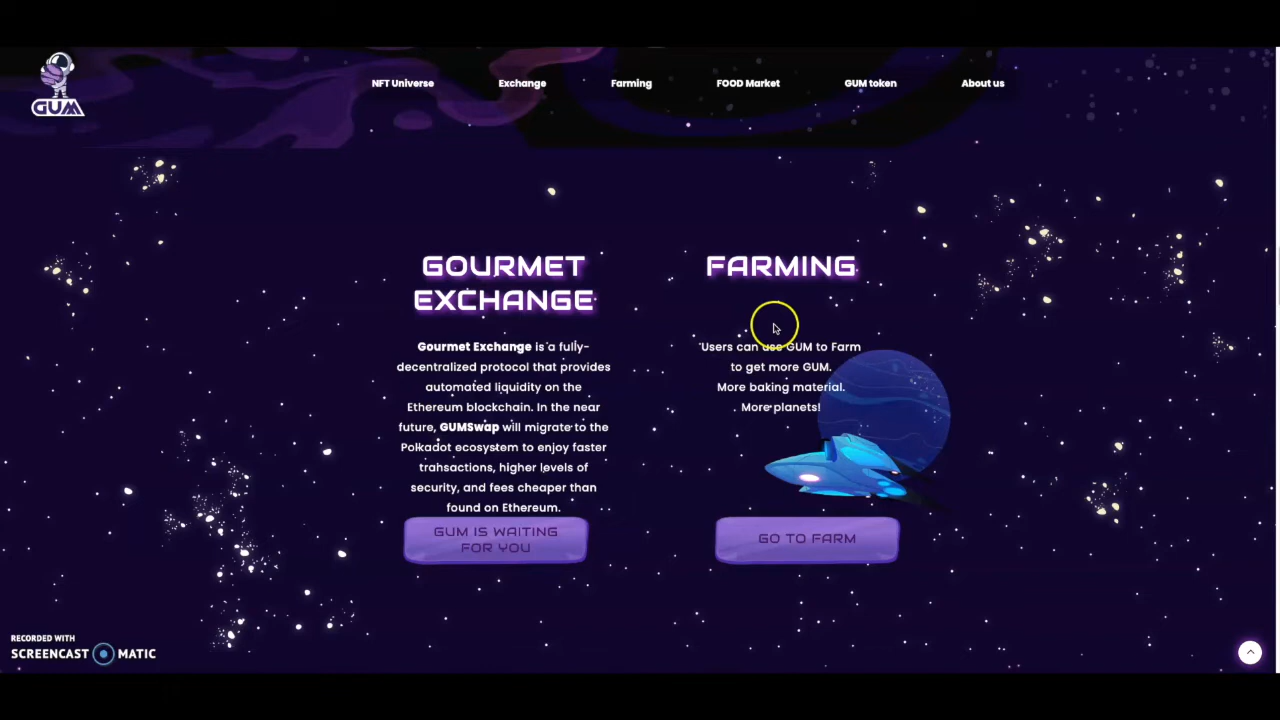 GUM
NFT Universe
Exchange
Farming
FOOD Market
GUM token
About us
GOURMET
EXCHANGE
Gourmet Exchange is a fully-
decentralized protocol that provides
automated liquidity on the
Ethereum blockchain. In the near
future, GUMSwap will migrate to the
Polkadot ecosystem to enjoy faster
trahsactions, higher levels of
security, and fees cheaper than
found on Ethereum.
GUM IS WAITING
FOR YOU
FARMING
Users can use GUM to Farm
to get more GUM.
More baking material.
More planets!
GO TO FARM
RECORDED WITH
SCREENCAST MATIC